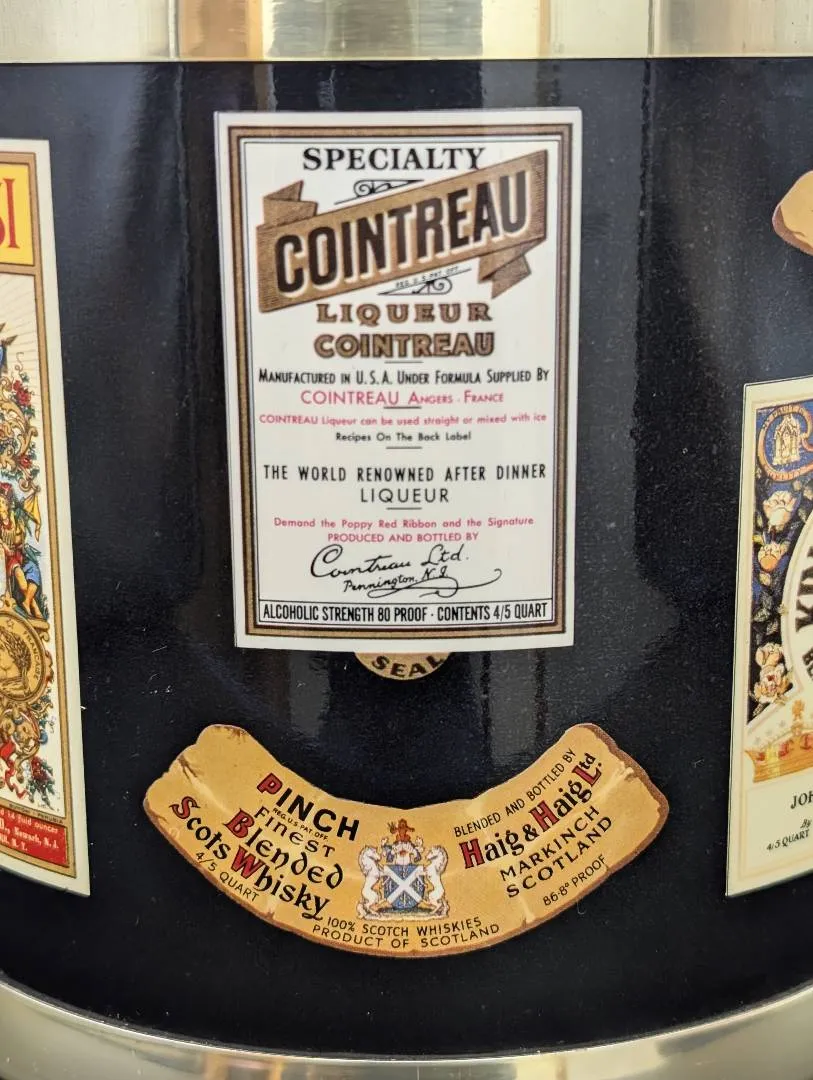 SPECIALTY
COINTREAU
REG. U.S. PAT. OFF.
LIQUEUR
COINTREAU
MANUFACTURED IN U.S.A. UNDER FORMULA SUPPLIED BY
COINTREAU ANGERS · FRANCE
COINTREAU Liqueur can be used straight or mixed with ice
Recipes On The Back Label
THE WORLD RENOWNED AFTER DINNER
LIQUEUR
Demand the Poppy Red Ribbon and the Signature
PRODUCED AND BOTTLED BY
Cointreau Ltd.
Pennington, N.J.
ALCOHOLIC STRENGTH 80 PROOF · CONTENTS 4/5 QUART
SEAL
PINCH
REG. U.S. PAT. OFF.
FINEST
Blended
Scots Whisky
4/5 QUART
100% SCOTCH WHISKIES
PRODUCT OF SCOTLAND
BLENDED AND BOTTLED BY
Haig & Haig Ltd
MARKINCH
SCOTLAND
86·8° PROOF
SI
Newark, N.J.
N.Y.
JOH
By
4/5 QUART